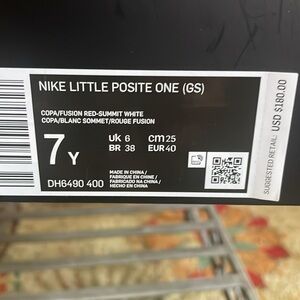 NIKE LITTLE POSITE ONE (GS)
COPA/FUSION RED-SUMMIT WHITE
COPA/BLANC SOMMET/ROUGE FUSION
7Y
UK 6 CM 25
BR 38 EUR 40
DH6490 400
MADE IN CHINA/
FABRIQUÉ EN CHINE/
FABRICADO NA CHINA/
HECHO EN CHINA
SUGGESTED RETAIL: USD $180.00